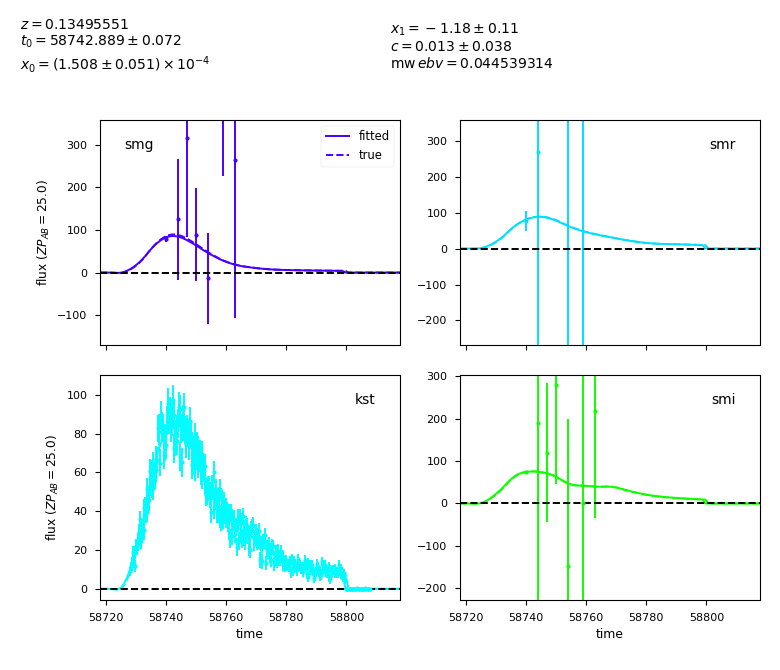 z = 0.13495551
t₀ = 58742.889 ± 0.072
x₀ = (1.508 ± 0.051) × 10⁻⁴
x₁ = −1.18 ± 0.11
c = 0.013 ± 0.038
mw ebv = 0.044539314
smg
fitted
true
300
200
100
0
−100
flux (ZP_AB = 25.0)
smr
300
200
100
0
−100
−200
kst
100
80
60
40
20
0
flux (ZP_AB = 25.0)
58720 58740 58760 58780 58800
time
smi
300
200
100
0
−100
−200
58720 58740 58760 58780 58800
time